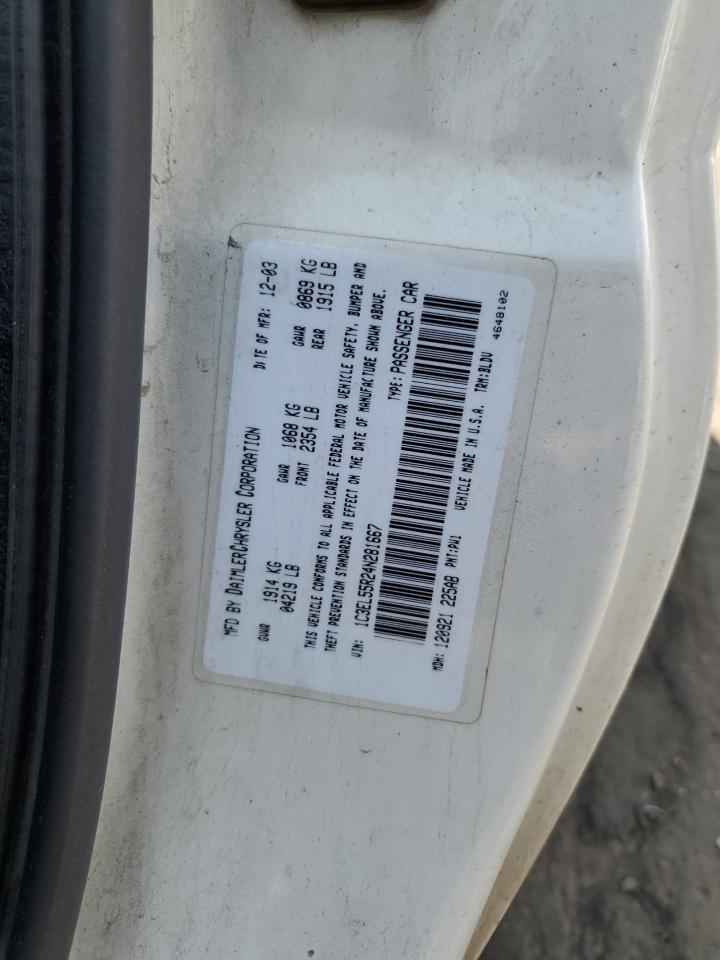 MFD BY DAIMLERCHRYSLER CORPORATION DATE OF MFR: 12-03
GVWR 1914 KG GAWR 1068 KG GAWR 0869 KG
04219 LB FRONT 2354 LB REAR 1915 LB
THIS VEHICLE CONFORMS TO ALL APPLICABLE FEDERAL MOTOR VEHICLE SAFETY, BUMPER AND
THEFT PREVENTION STANDARDS IN EFFECT ON THE DATE OF MANUFACTURE SHOWN ABOVE.
VIN: 1C3EL55R24N281667 TYPE: PASSENGER CAR
MDH: 120921 225AB PNT:PW1 VEHICLE MADE IN U.S.A. TRM:BLDV
4648102